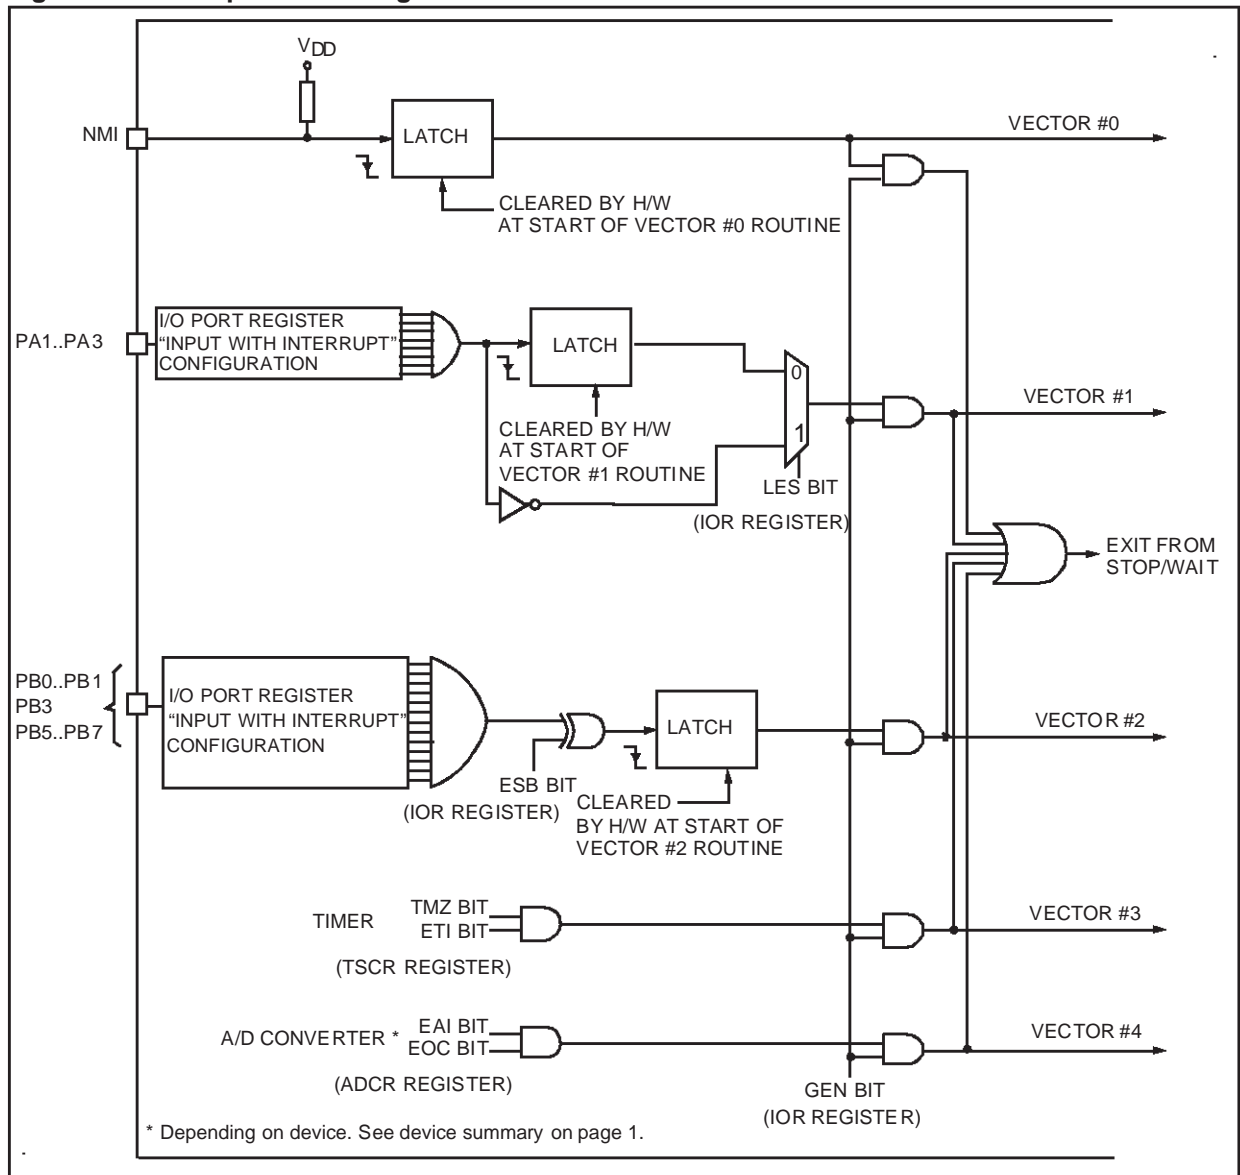 VDD
NMI
LATCH
VECTOR #0
CLEARED BY H/W
AT START OF VECTOR #0 ROUTINE
PA1..PA3
I/O PORT REGISTER
“INPUT WITH INTERRUPT”
CONFIGURATION
LATCH
0
1
VECTOR #1
CLEARED BY H/W
AT START OF
VECTOR #1 ROUTINE
LES BIT
(IOR REGISTER)
EXIT FROM
STOP/WAIT
PB0..PB1
PB3
PB5..PB7
I/O PORT REGISTER
“INPUT WITH INTERRUPT”
CONFIGURATION
LATCH
VECTOR #2
ESB BIT
(IOR REGISTER)
CLEARED
BY H/W AT START OF
VECTOR #2 ROUTINE
TIMER
TMZ BIT
ETI BIT
(TSCR REGISTER)
VECTOR #3
A/D CONVERTER *
EAI BIT
EOC BIT
(ADCR REGISTER)
VECTOR #4
GEN BIT
(IOR REGISTER)
* Depending on device. See device summary on page 1.